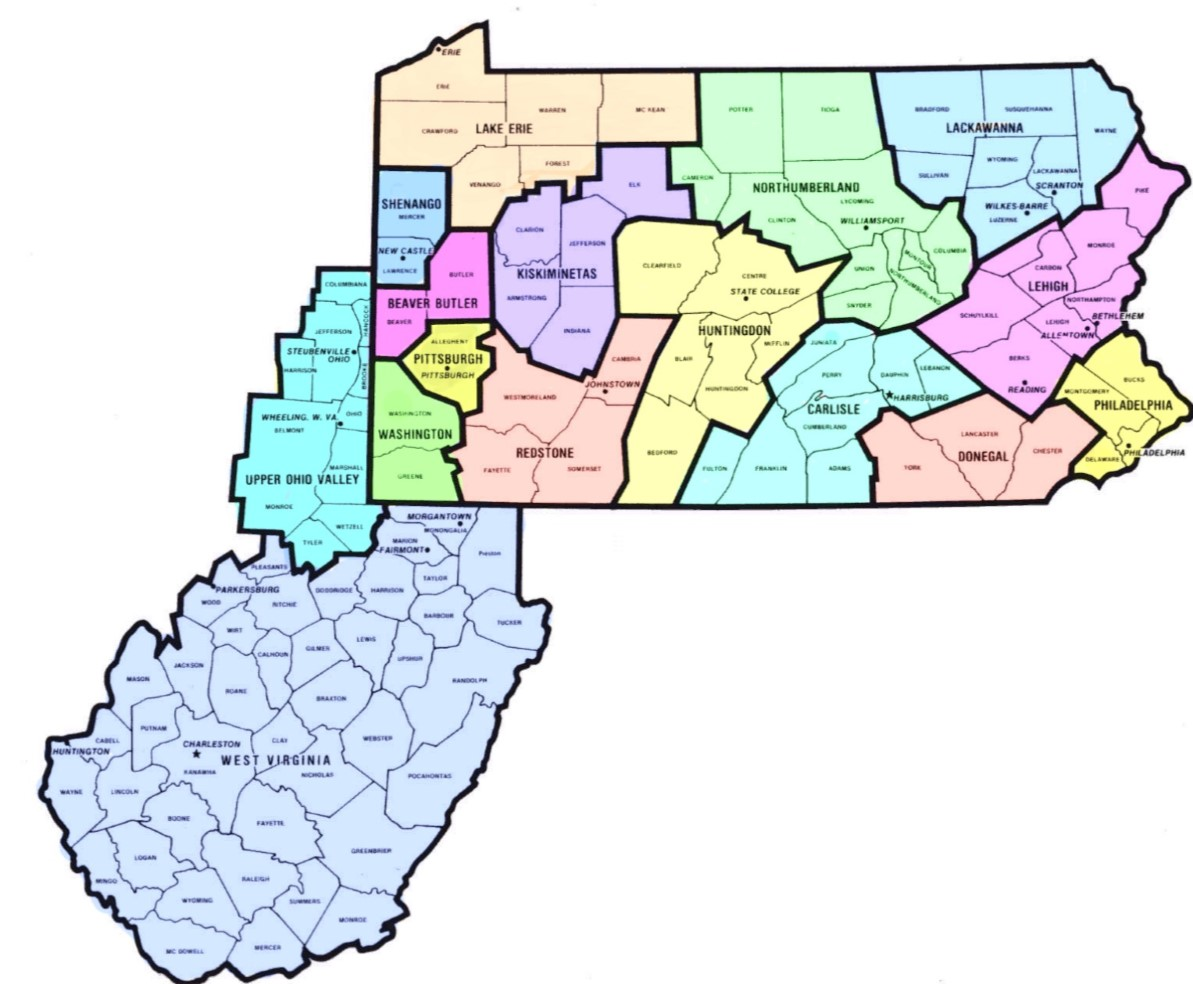 ERIE
ERIE
WARREN
MC KEAN
CRAWFORD
LAKE ERIE
FOREST
VENANGO
POTTER
TIOGA
BRADFORD
SUSQUEHANNA
LACKAWANNA
WAYNE
WYOMING
SULLIVAN
LACKAWANNA
SCRANTON
WILKES-BARRE
LUZERNE
PIKE
MONROE
CAMERON
NORTHUMBERLAND
LYCOMING
WILLIAMSPORT
CLINTON
COLUMBIA
MONTOUR
UNION
NORTHUMBERLAND
SNYDER
SHENANGO
MERCER
NEW CASTLE
LAWRENCE
ELK
CLARION
JEFFERSON
KISKIMINETAS
ARMSTRONG
INDIANA
BUTLER
BEAVER BUTLER
BEAVER
CLEARFIELD
CENTRE
STATE COLLEGE
HUNTINGDON
MIFFLIN
BLAIR
HUNTINGDON
BEDFORD
CARBON
LEHIGH
NORTHAMPTON
BETHLEHEM
SCHUYLKILL
LEHIGH
ALLENTOWN
BERKS
READING
COLUMBIANA
JEFFERSON
HANCOCK
STEUBENVILLE
OHIO
HARRISON
BROOKE
WHEELING, W. VA.
OHIO
BELMONT
MARSHALL
UPPER OHIO VALLEY
MONROE
WETZELL
TYLER
ALLEGHENY
PITTSBURGH
PITTSBURGH
WASHINGTON
WASHINGTON
GREENE
CAMBRIA
JOHNSTOWN
WESTMORELAND
REDSTONE
FAYETTE
SOMERSET
JUNIATA
PERRY
DAUPHIN
LEBANON
HARRISBURG
CARLISLE
CUMBERLAND
FULTON
FRANKLIN
ADAMS
LANCASTER
DONEGAL
CHESTER
YORK
BUCKS
MONTGOMERY
PHILADELPHIA
DELAWARE
PHILADELPHIA
MORGANTOWN
MONONGALIA
MARION
FAIRMONT
Preston
PLEASANTS
PARKERSBURG
WOOD
RITCHIE
DODDRIDGE
HARRISON
TAYLOR
BARBOUR
TUCKER
WIRT
CALHOUN
GILMER
LEWIS
UPSHUR
RANDOLPH
JACKSON
MASON
ROANE
BRAXTON
PUTNAM
CABELL
HUNTINGTON
CHARLESTON
CLAY
WEBSTER
WEST VIRGINIA
KANAWHA
NICHOLAS
POCAHONTAS
WAYNE
LINCOLN
BOONE
FAYETTE
GREENBRIER
LOGAN
MINGO
RALEIGH
WYOMING
SUMMERS
MONROE
MC DOWELL
MERCER